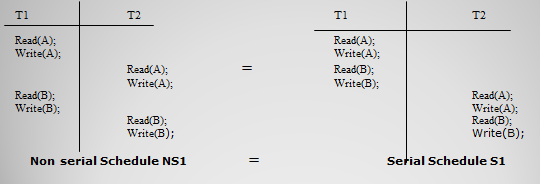 T1 T2
Read(A);
Write(A);
Read(A);
Write(A);
Read(B);
Write(B);
Read(B);
Write(B);
Non serial Schedule NS1
=
=
T1 T2
Read(A);
Write(A);
Read(B);
Write(B);
Read(A);
Write(A);
Read(B);
Write(B);
Serial Schedule S1